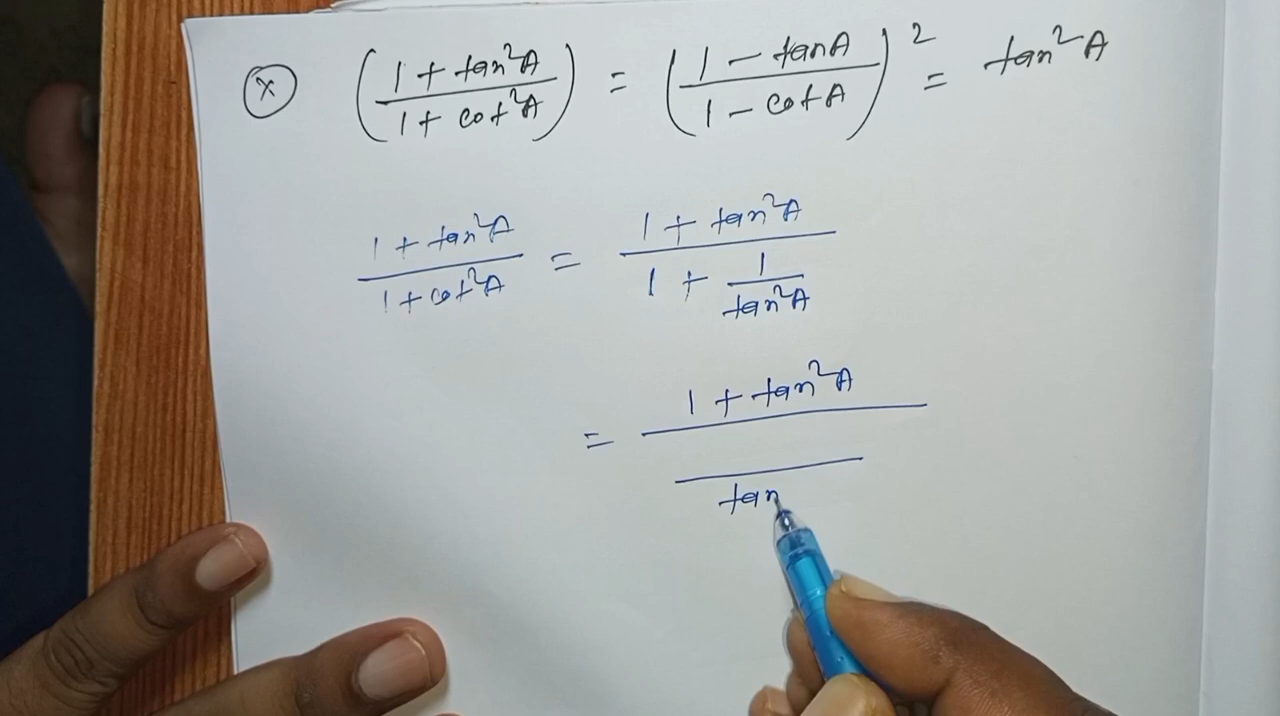 (x) ( (1 + tan²A) / (1 + cot²A) ) = ( (1 - tanA) / (1 - cotA) )² = tan²A
(1 + tan²A) / (1 + cot²A) = (1 + tan²A) / (1 + 1/tan²A)
= 1 + tan²A
tan